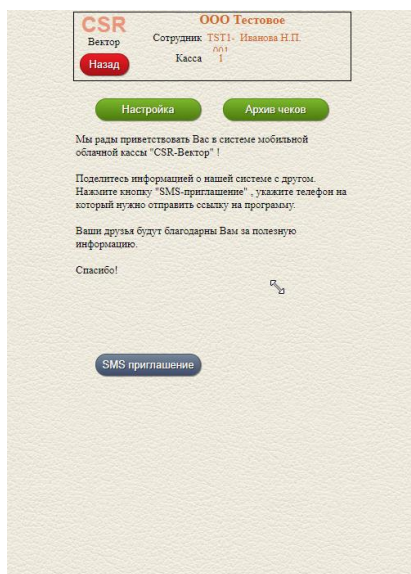 CSR
ООО Тестовое
Вектор
Сотрудник TST1- Иванова Н.П.
001
Назад
Касса 1
Настройка
Архив чеков
Мы рады приветствовать Вас в системе мобильной
облачной кассы "CSR-Вектор" !
Поделитесь информацией о нашей системе с другом.
Нажмите кнопку "SMS-приглашение" , укажите телефон на
который нужно отправить ссылку на программу.
Ваши друзья будут благодарны Вам за полезную
информацию.
Спасибо!
SMS приглашение